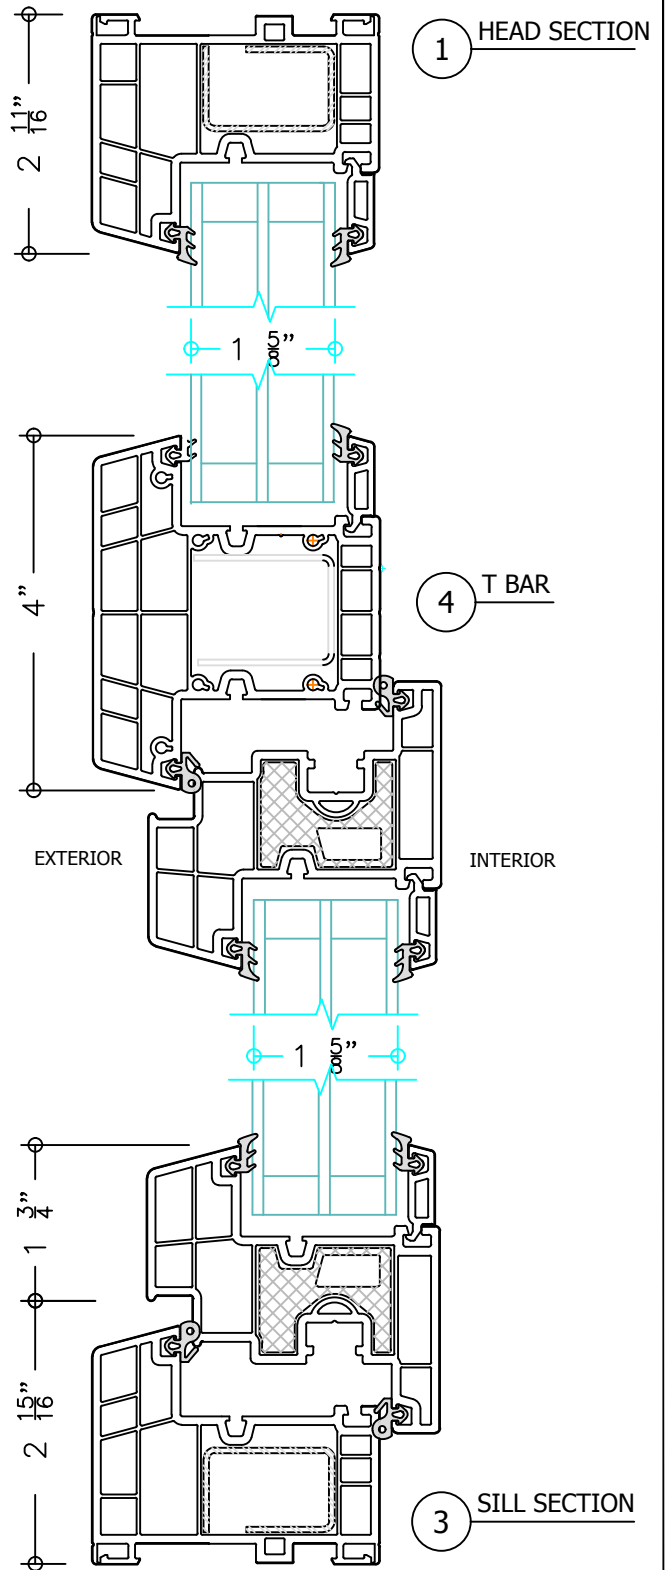 1 HEAD SECTION
2 11/16"
1 5/8"
4"
4 T BAR
EXTERIOR
INTERIOR
1 5/8"
1 3/4"
2 15/16"
3 SILL SECTION